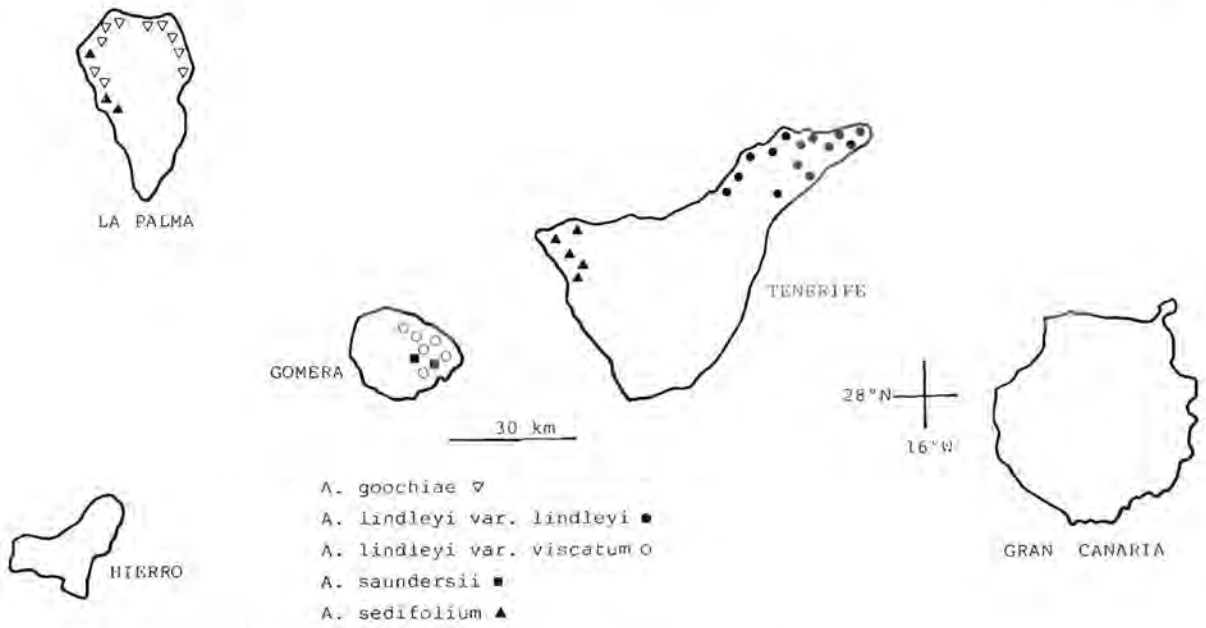 LA PALMA
TENERIFE
GOMERA
28°N
16°W
30 km
A. goochiae ▽
A. lindleyi var. lindleyi ●
A. lindleyi var. viscatum ○
A. saundersii ■
A. sedifolium ▲
HIERRO
GRAN CANARIA